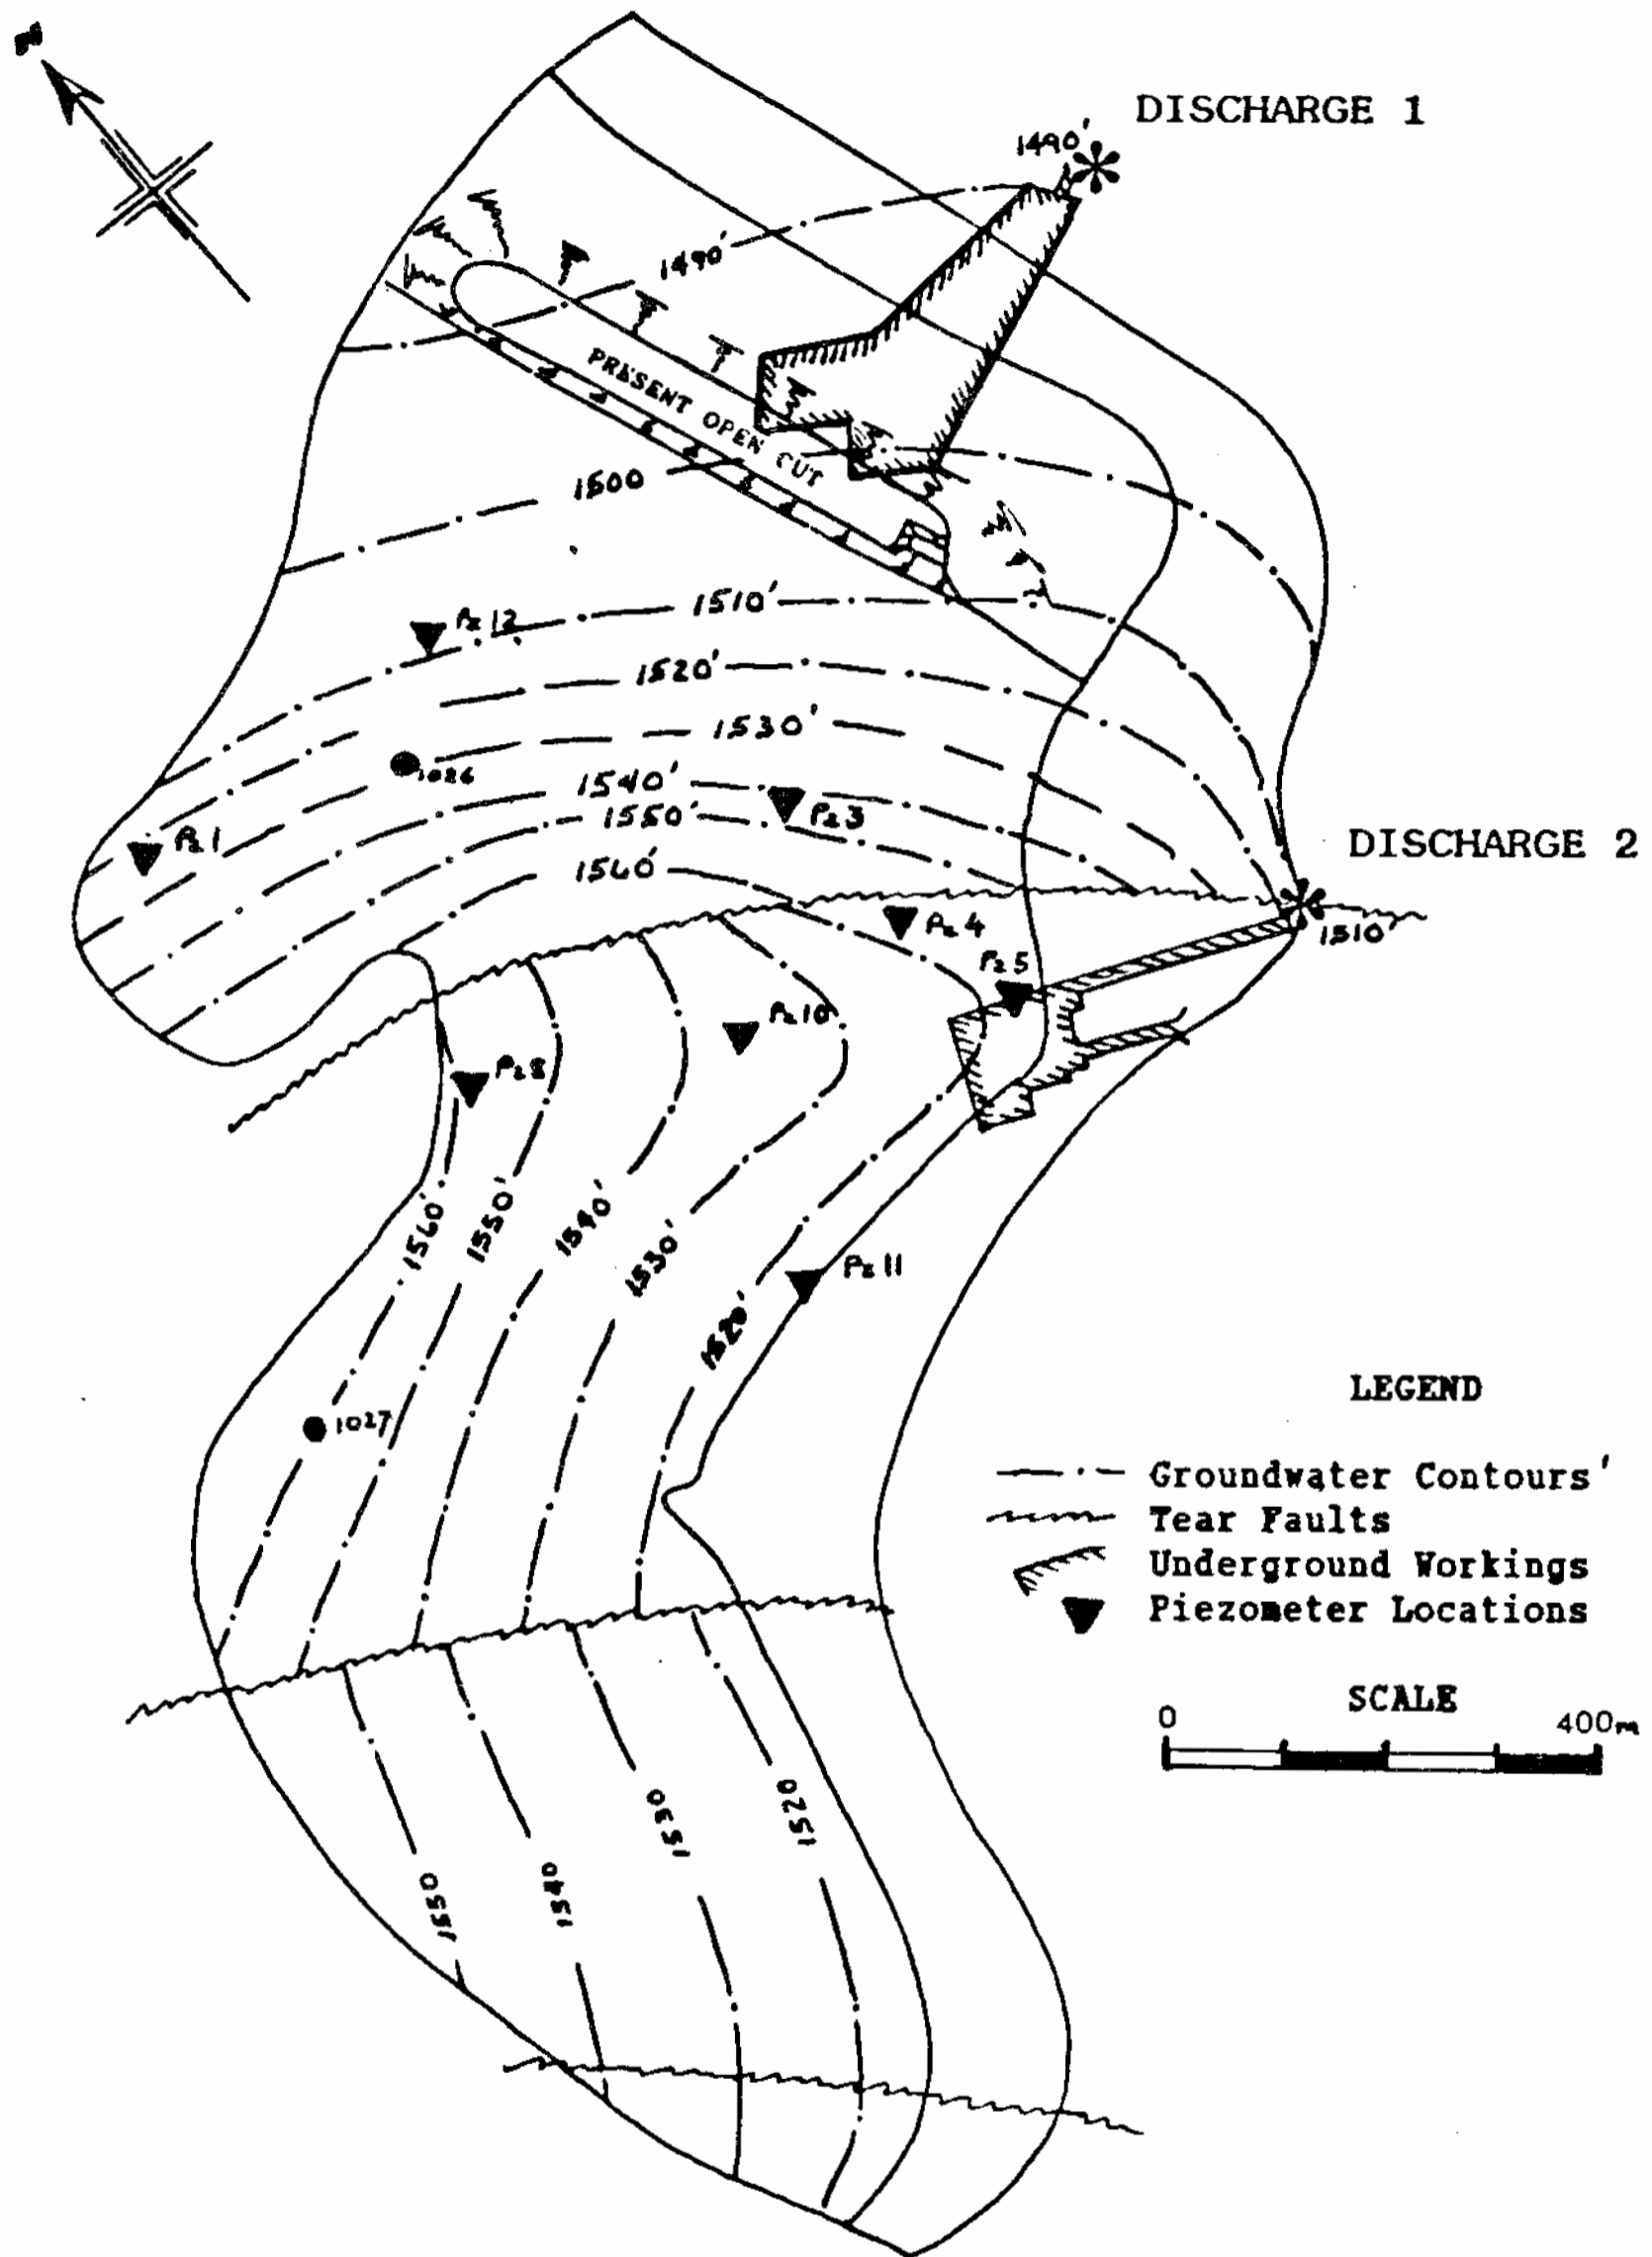 N
DISCHARGE 1
1490'
1490'
PRESENT OPEN CUT
1500
1510'
Pz 12
1520'
1530'
1026
1540'
1550'
Pz 3
Pz 1
DISCHARGE 2
1560'
Pz 4
1510'
Pz 5
Pz 10
Pz 8
1560'
1550'
1540'
1530'
Pz 11
1520'
LEGEND
1027
Groundwater Contours'
Tear Faults
Underground Workings
Piezometer Locations
SCALE
0 400m
1520
1530
1540
1550